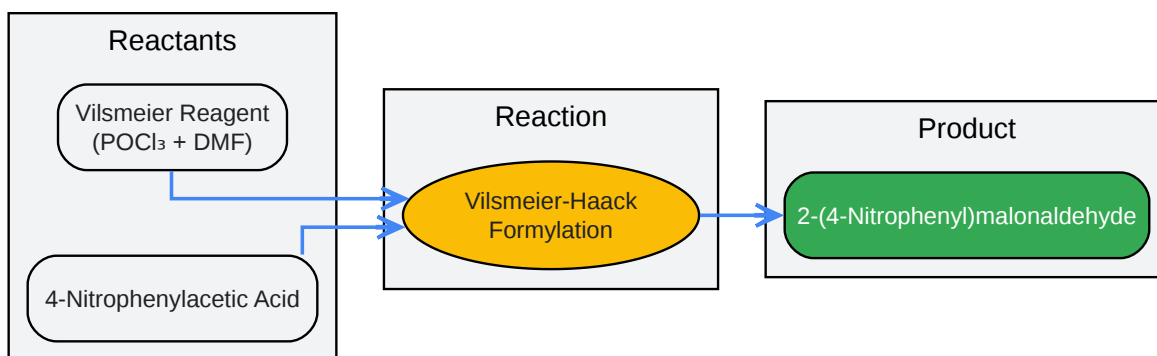 Reactants
Vilsmeier Reagent
(POCl₃ + DMF)
4-Nitrophenylacetic Acid
Reaction
Vilsmeier-Haack
Formylation
Product
2-(4-Nitrophenyl)malonaldehyde